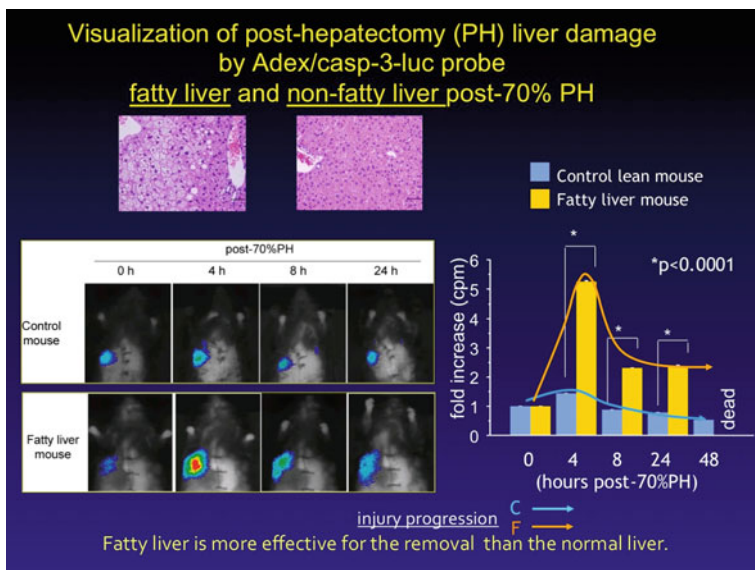 Visualization of post-hepatectomy (PH) liver damage
by Adex/casp-3-luc probe
fatty liver and non-fatty liver post-70% PH
Control lean mouse
Fatty liver mouse
post-70%PH
0 h 4 h 8 h 24 h
Control mouse
Fatty liver mouse
*p<0.0001
* * *
fold increase (cpm)
6
5
4
3
2
1
0
dead
0 4 8 24 48
(hours post-70%PH)
injury progression
C
F
Fatty liver is more effective for the removal than the normal liver.